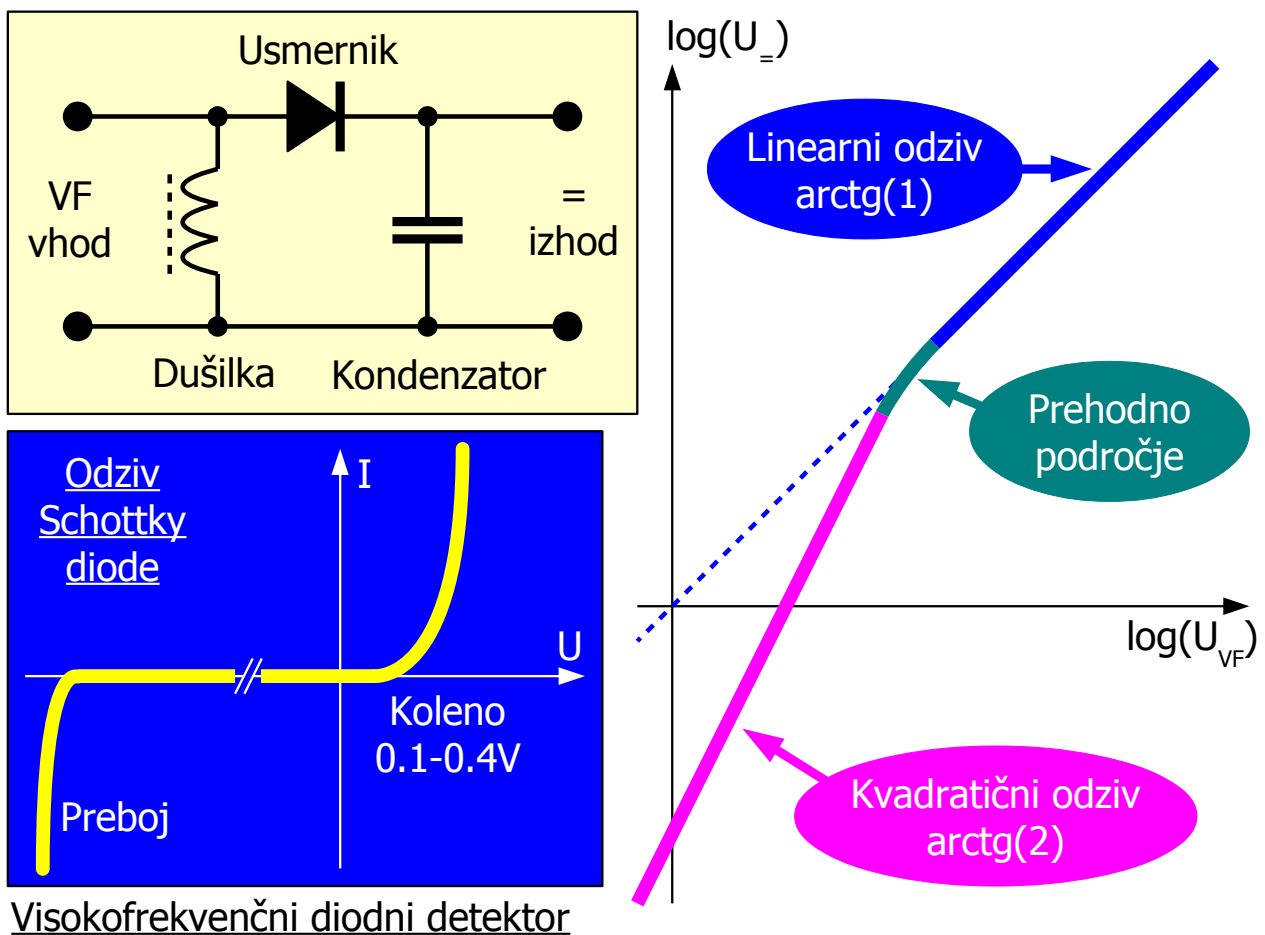 Usmernik
VF
vhod
=
izhod
Dušilka
Kondenzator
Odziv
Schottky
diode
I
U
Koleno
0.1-0.4V
Preboj
Visokofrekvenčni diodni detektor
log(U=)
Linearni odziv
arctg(1)
Prehodno
področje
log(UVF)
Kvadratični odziv
arctg(2)